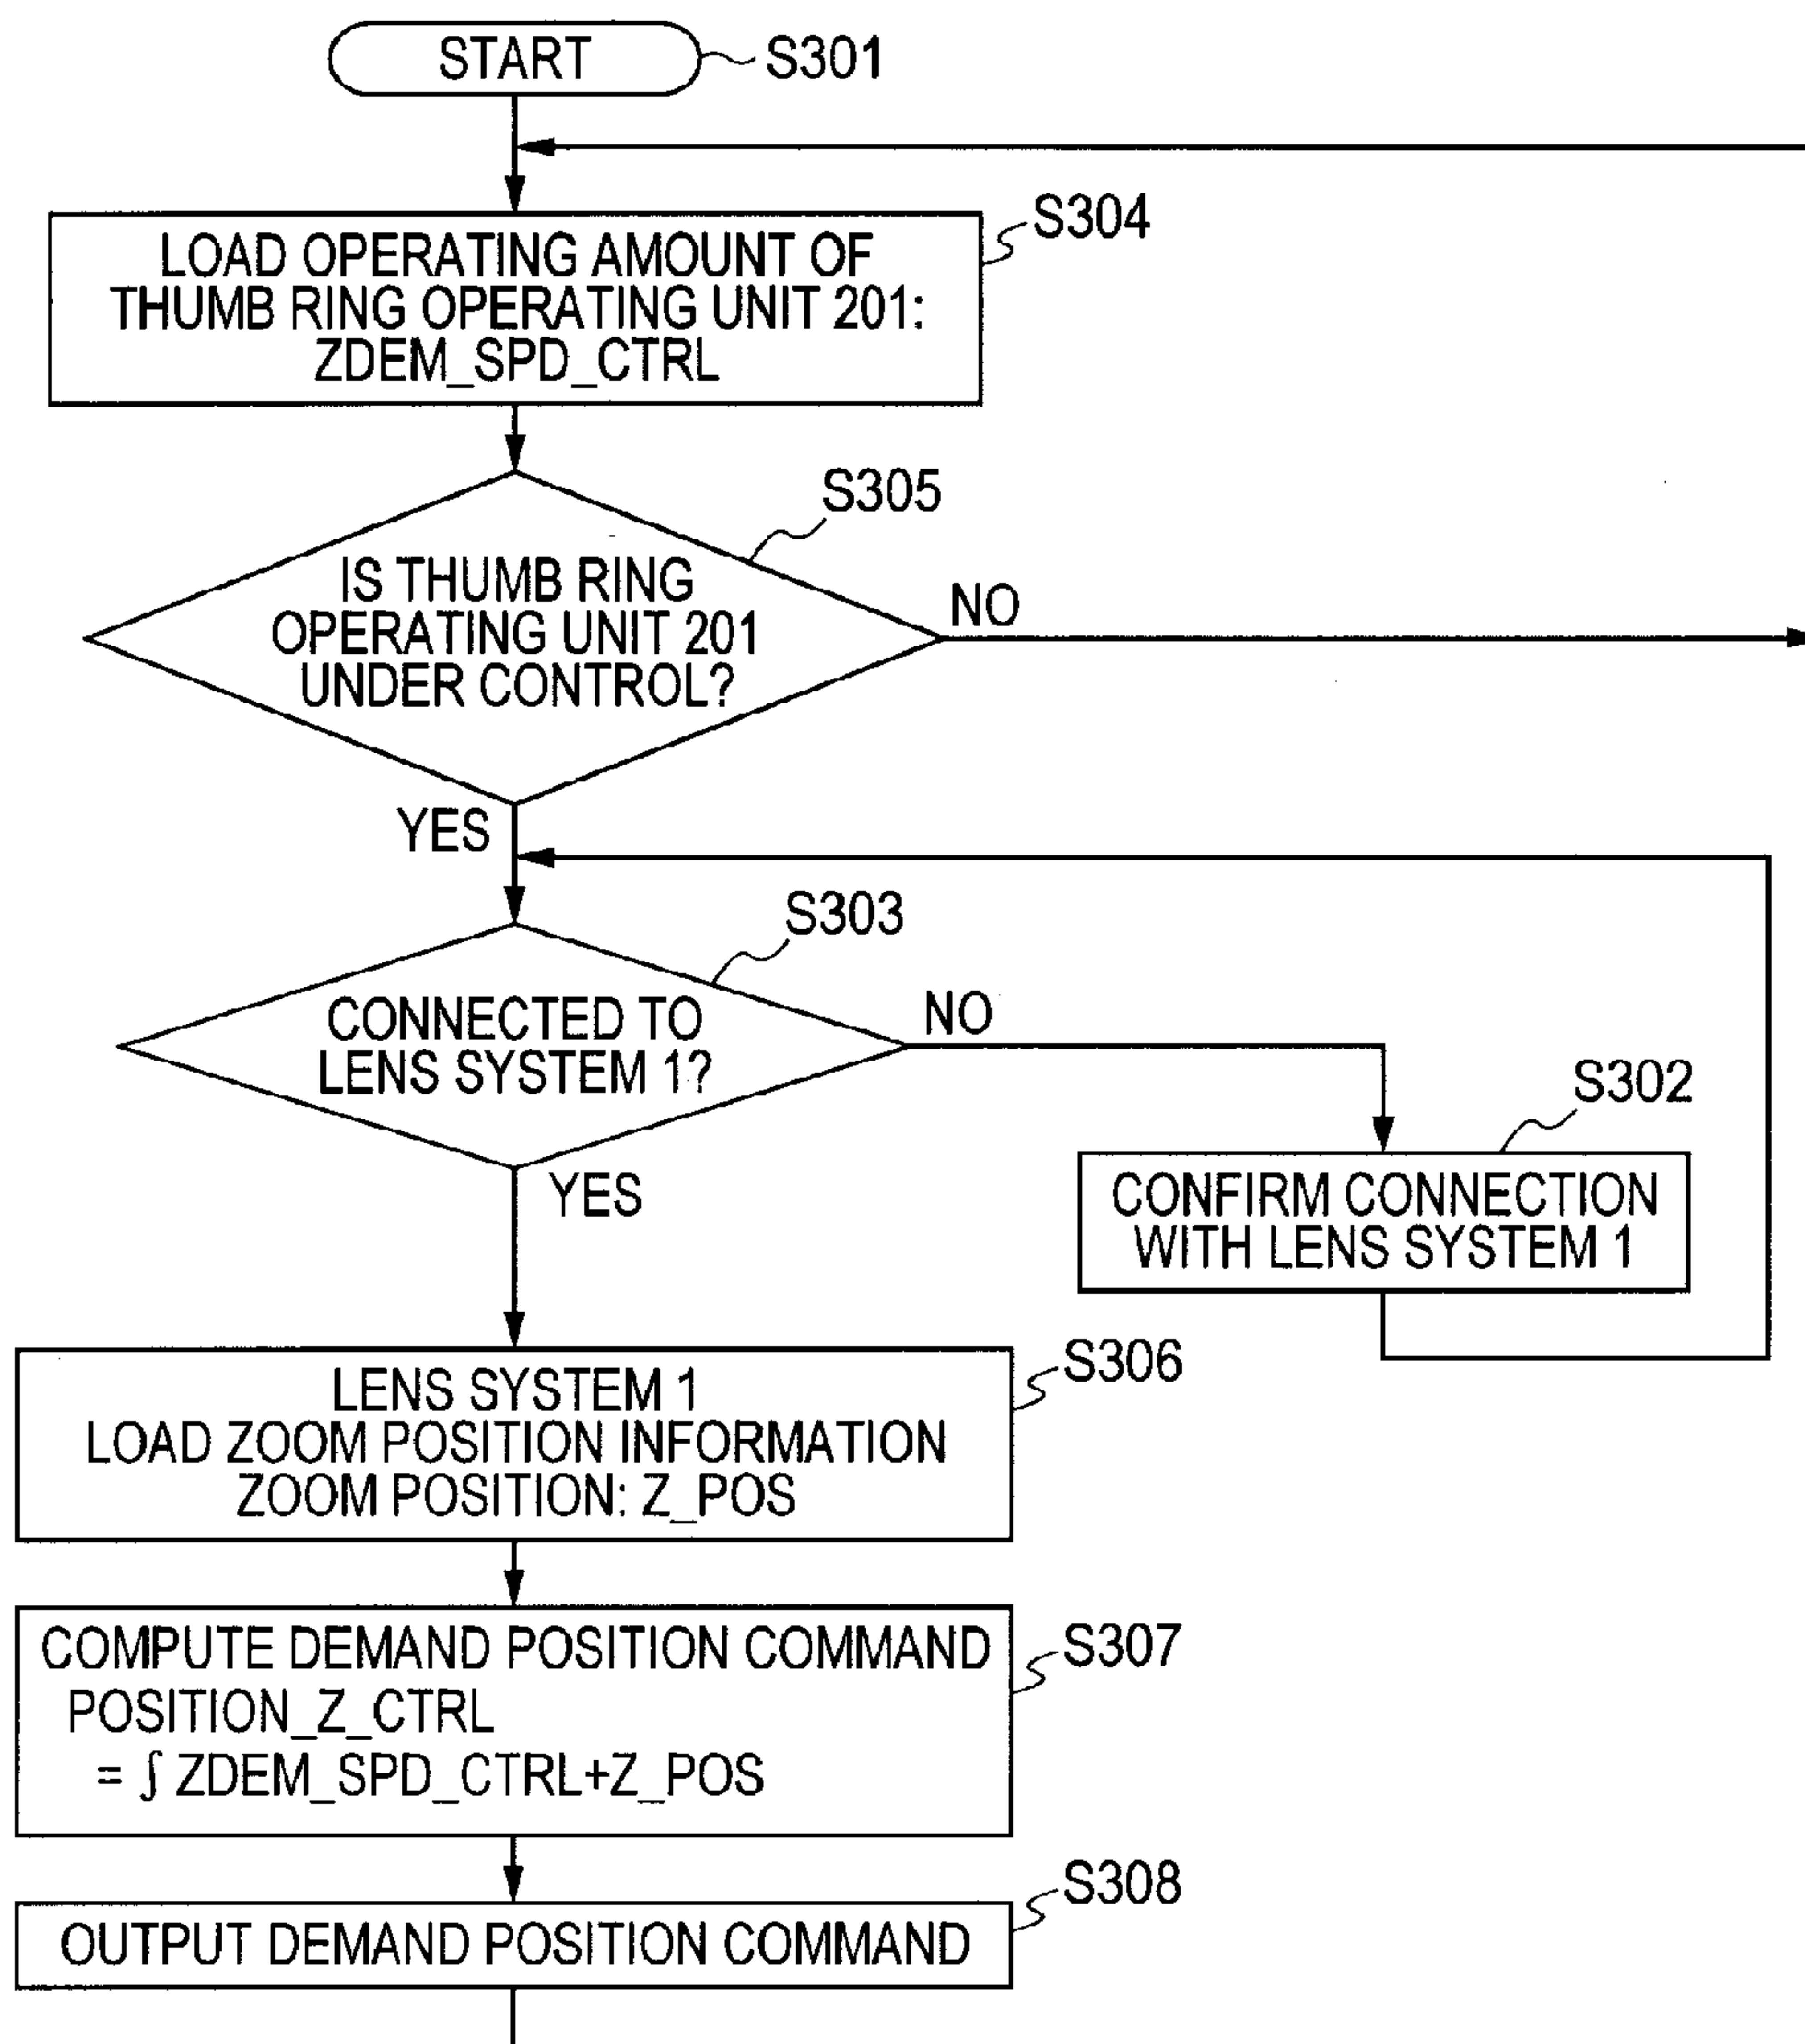 START
S301
S304
LOAD OPERATING AMOUNT OF
THUMB RING OPERATING UNIT 201:
ZDEM_SPD_CTRL
S305
IS THUMB RING
OPERATING UNIT 201
UNDER CONTROL?
NO
YES
S303
CONNECTED TO
LENS SYSTEM 1?
NO
YES
S302
CONFIRM CONNECTION
WITH LENS SYSTEM 1
S306
LENS SYSTEM 1
LOAD ZOOM POSITION INFORMATION
ZOOM POSITION: Z_POS
S307
COMPUTE DEMAND POSITION COMMAND
POSITION_Z_CTRL
= ∫ ZDEM_SPD_CTRL+Z_POS
S308
OUTPUT DEMAND POSITION COMMAND